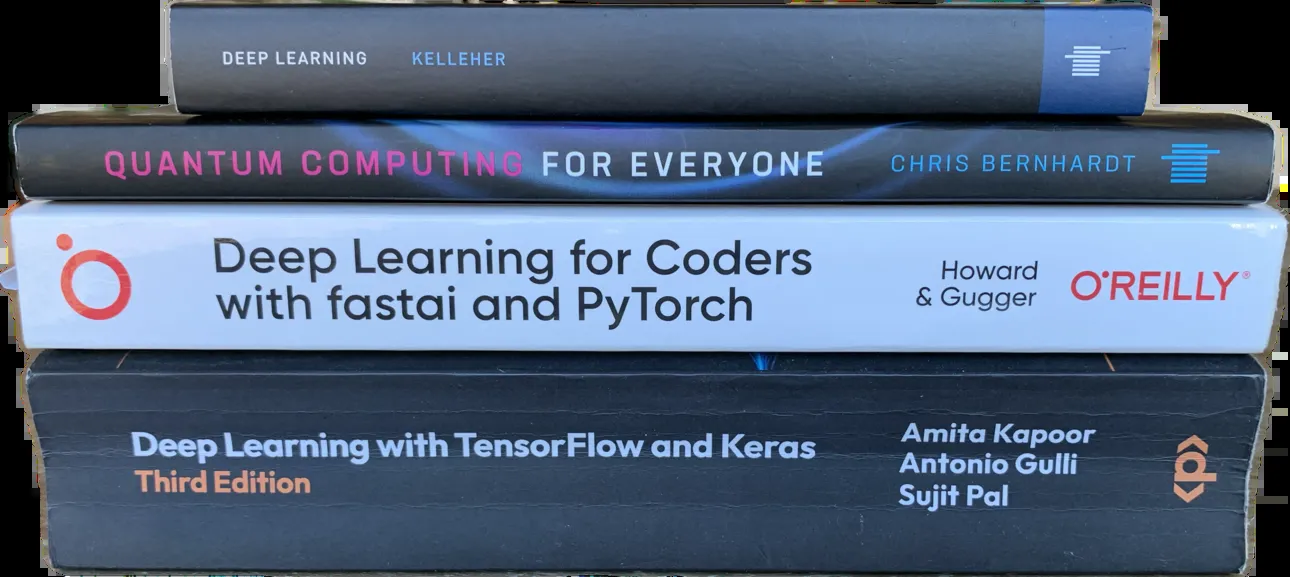 DEEP LEARNING KELLEHER
QUANTUM COMPUTING FOR EVERYONE CHRIS BERNHARDT
Deep Learning for Coders
with fastai and PyTorch
Howard
& Gugger
O'REILLY®
Deep Learning with TensorFlow and Keras
Third Edition
Amita Kapoor
Antonio Gulli
Sujit Pal
<p>